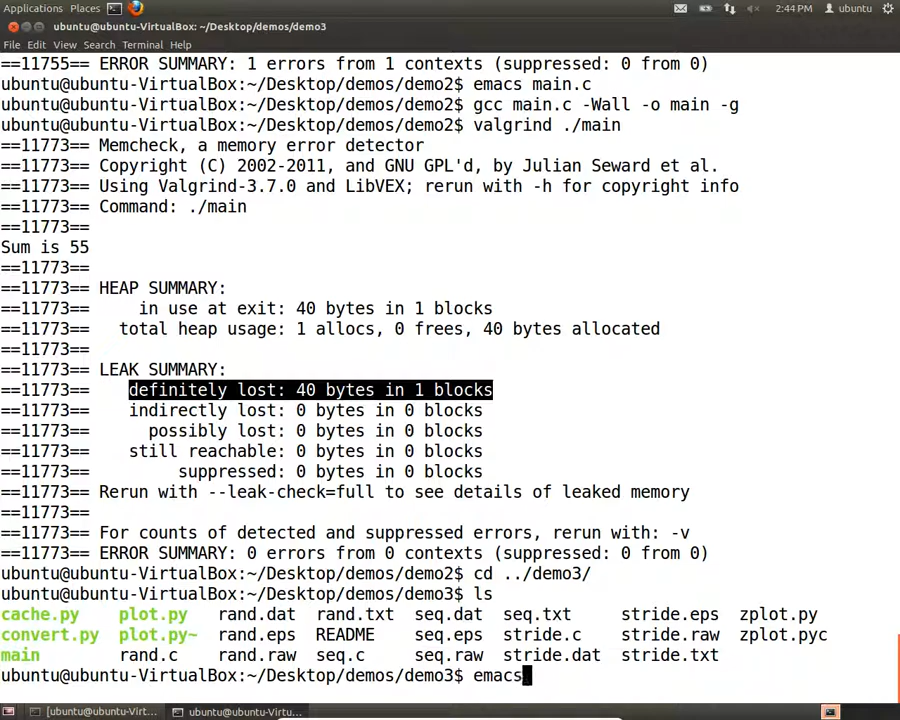 Applications Places 2:44 PM ubuntu
ubuntu@ubuntu-VirtualBox: ~/Desktop/demos/demo3
File Edit View Search Terminal Help
==11755== ERROR SUMMARY: 1 errors from 1 contexts (suppressed: 0 from 0)
ubuntu@ubuntu-VirtualBox:~/Desktop/demos/demo2$ emacs main.c
ubuntu@ubuntu-VirtualBox:~/Desktop/demos/demo2$ gcc main.c -Wall -o main -g
ubuntu@ubuntu-VirtualBox:~/Desktop/demos/demo2$ valgrind ./main
==11773== Memcheck, a memory error detector
==11773== Copyright (C) 2002-2011, and GNU GPL'd, by Julian Seward et al.
==11773== Using Valgrind-3.7.0 and LibVEX; rerun with -h for copyright info
==11773== Command: ./main
==11773==
Sum is 55
==11773==
==11773== HEAP SUMMARY:
==11773==     in use at exit: 40 bytes in 1 blocks
==11773==   total heap usage: 1 allocs, 0 frees, 40 bytes allocated
==11773==
==11773== LEAK SUMMARY:
==11773==    definitely lost: 40 bytes in 1 blocks
==11773==    indirectly lost: 0 bytes in 0 blocks
==11773==      possibly lost: 0 bytes in 0 blocks
==11773==    still reachable: 0 bytes in 0 blocks
==11773==         suppressed: 0 bytes in 0 blocks
==11773== Rerun with --leak-check=full to see details of leaked memory
==11773==
==11773== For counts of detected and suppressed errors, rerun with: -v
==11773== ERROR SUMMARY: 0 errors from 0 contexts (suppressed: 0 from 0)
ubuntu@ubuntu-VirtualBox:~/Desktop/demos/demo2$ cd ../demo3/
ubuntu@ubuntu-VirtualBox:~/Desktop/demos/demo3$ ls
cache.py    plot.py   rand.dat  rand.txt  seq.dat  seq.txt     stride.eps  zplot.py
convert.py  plot.py~  rand.eps  README    seq.eps  stride.c    stride.raw  zplot.pyc
main        rand.c    rand.raw  seq.c     seq.raw  stride.dat  stride.txt
ubuntu@ubuntu-VirtualBox:~/Desktop/demos/demo3$ emacs
[ubuntu@ubuntu-Virt... ubuntu@ubuntu-Virtu...